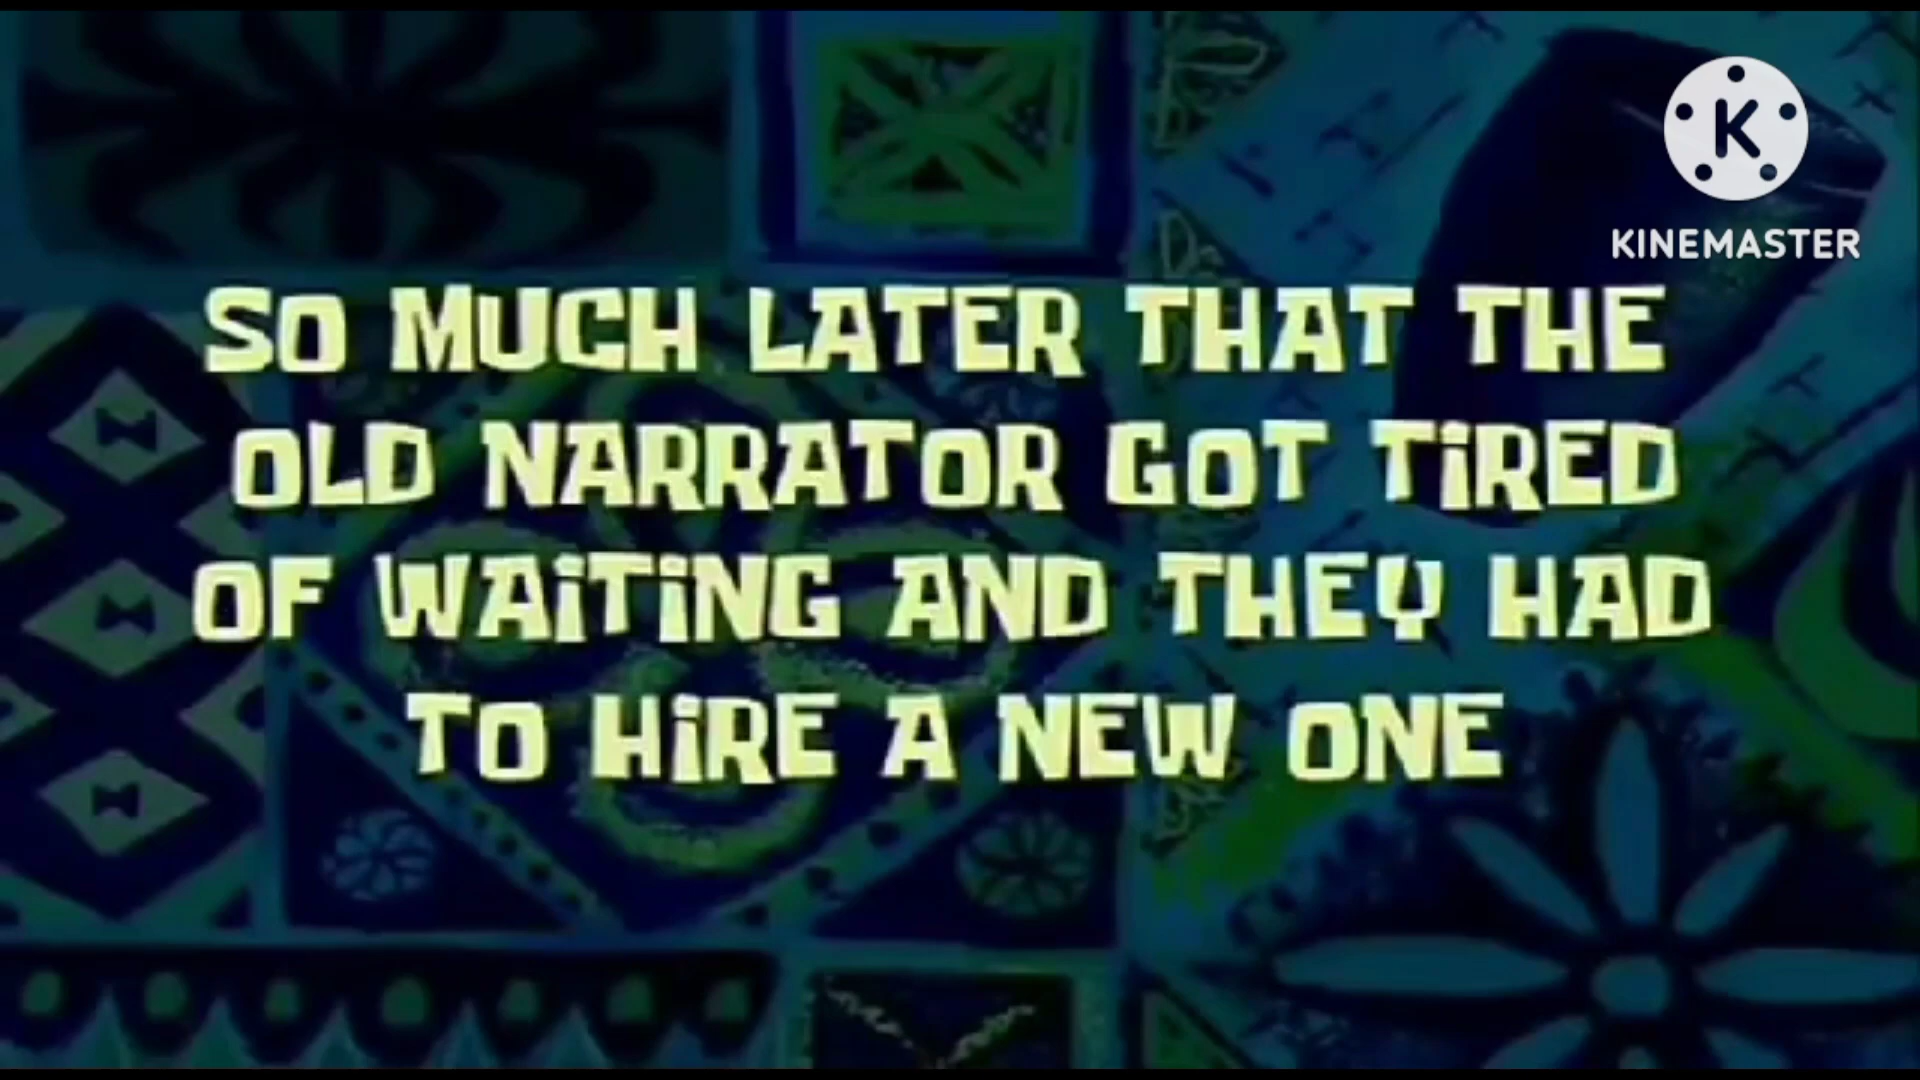 K
KINEMASTER
SO MUCH LATER THAT THE
OLD NARRATOR GOT TiRED
OF WAiTiNG AND THEY HAD
TO HiRE A NEW ONE